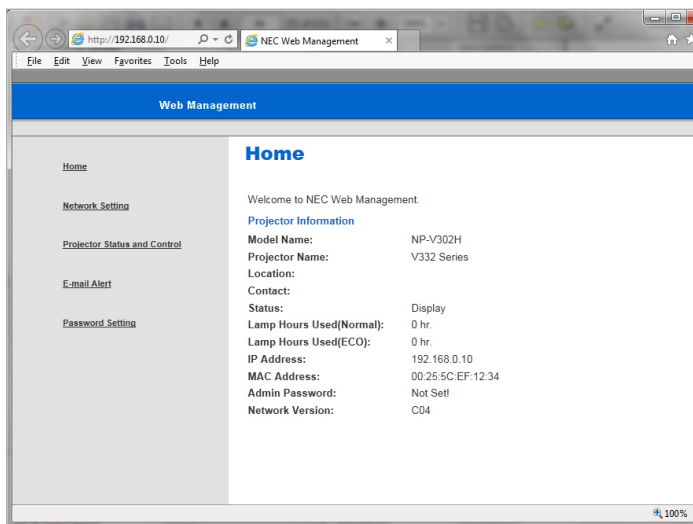 http://192.168.0.10/
NEC Web Management
File Edit View Favorites Tools Help
Web Management
Home
Network Setting
Projector Status and Control
E-mail Alert
Password Setting
Home
Welcome to NEC Web Management.
Projector Information
Model Name: NP-V302H
Projector Name: V332 Series
Location:
Contact:
Status: Display
Lamp Hours Used(Normal): 0 hr.
Lamp Hours Used(ECO): 0 hr.
IP Address: 192.168.0.10
MAC Address: 00:25:5C:EF:12:34
Admin Password: Not Set!
Network Version: C04
100%